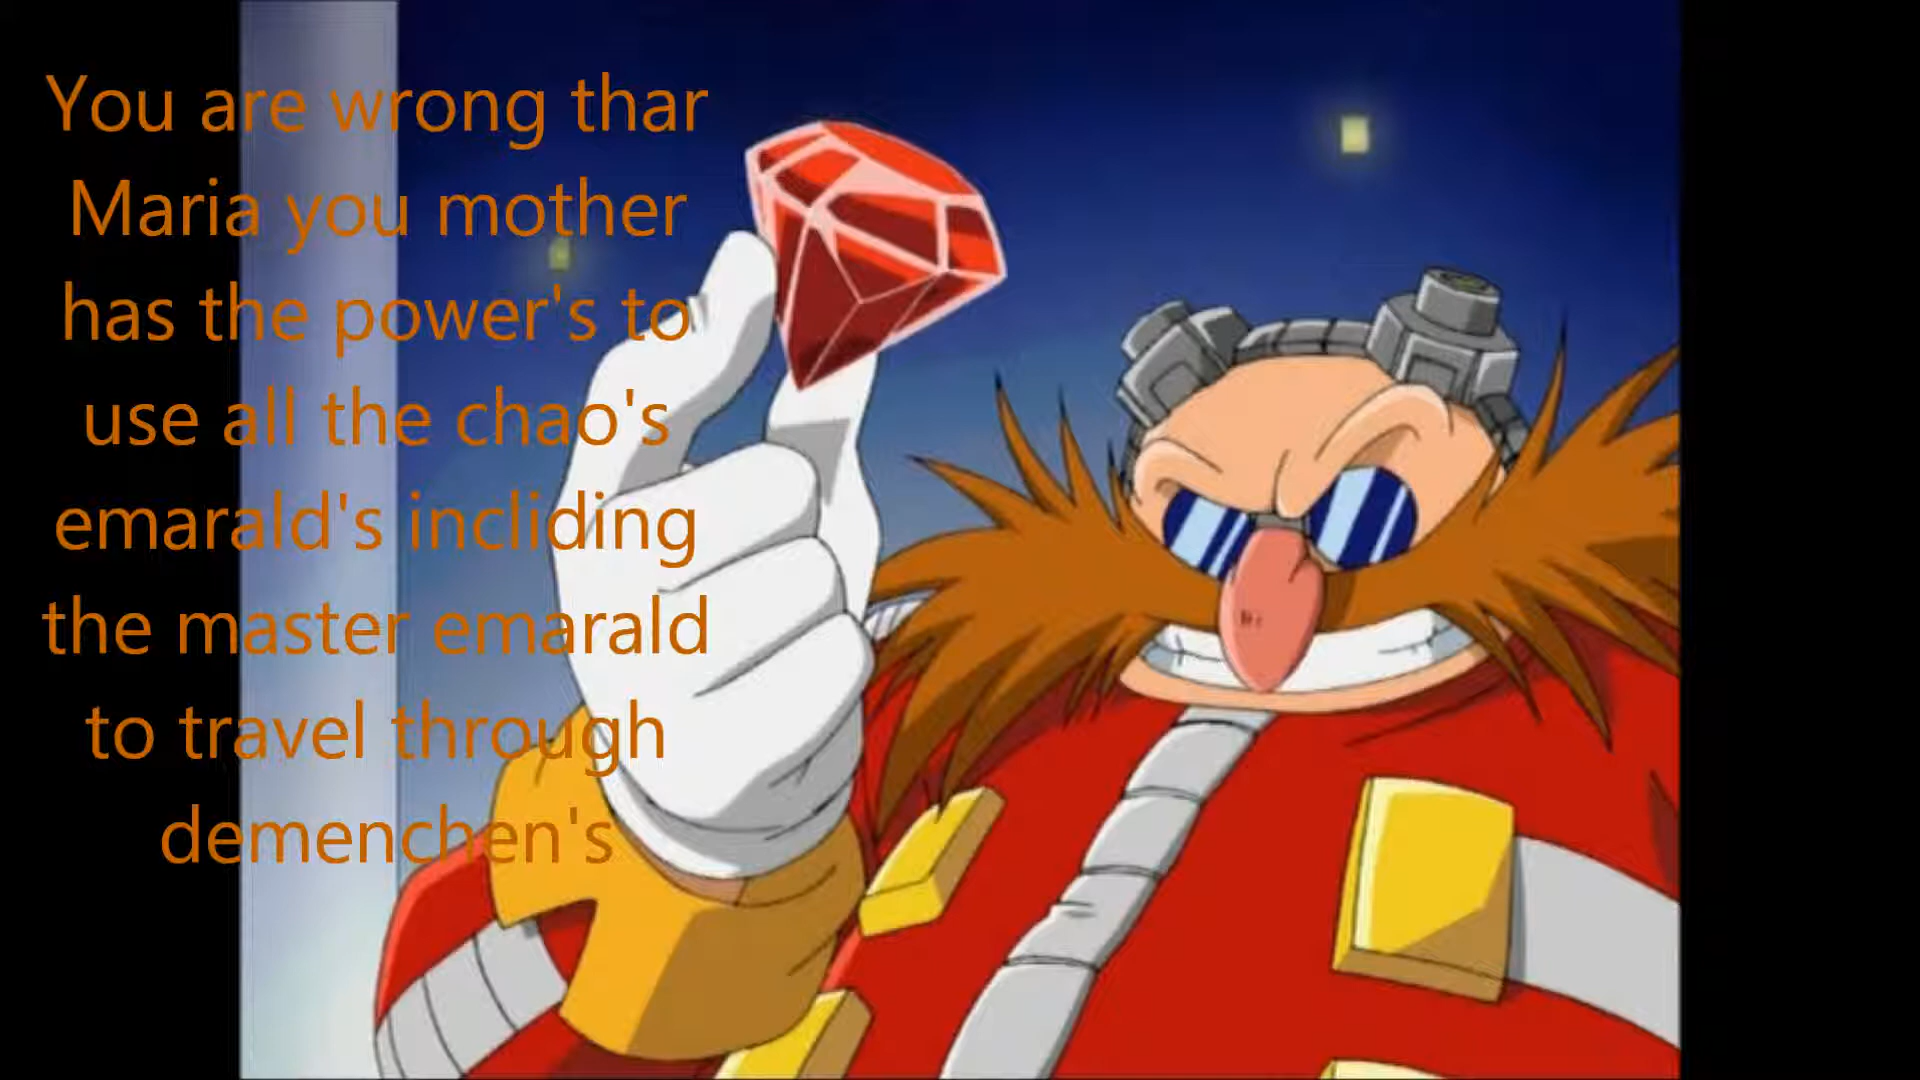 You are wrong thar
Maria you mother
has the power's to
use all the chao's
emarald's incliding
the master emarald
to travel through
demenchen's